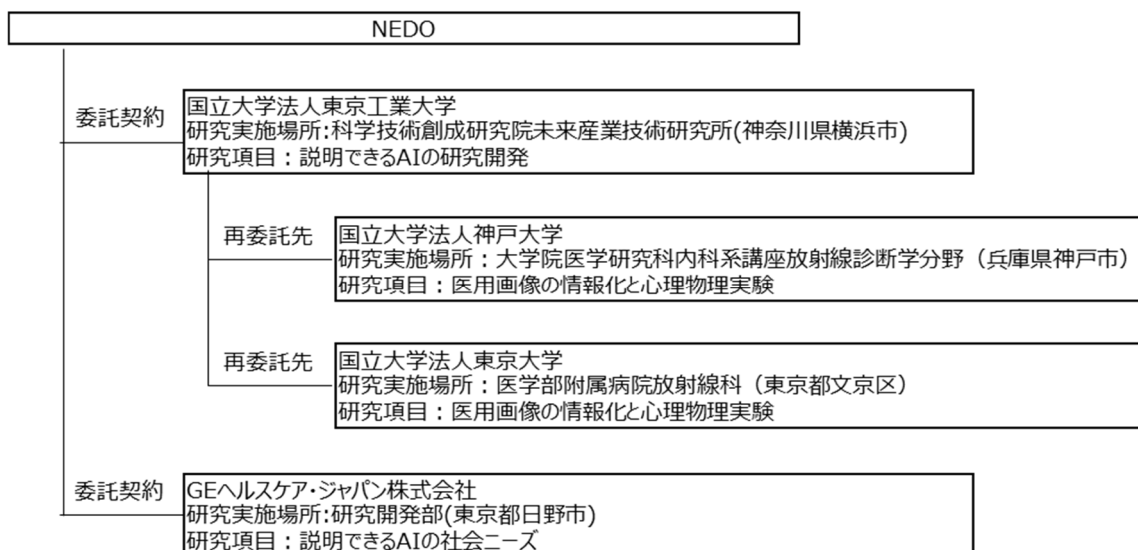 NEDO
委託契約
国立大学法人東京工業大学
研究実施場所:科学技術創成研究院未来産業技術研究所(神奈川県横浜市)
研究項目：説明できるAIの研究開発
再委託先
国立大学法人神戸大学
研究実施場所：大学院医学研究科内科系講座放射線診断学分野（兵庫県神戸市）
研究項目：医用画像の情報化と心理物理実験
再委託先
国立大学法人東京大学
研究実施場所：医学部附属病院放射線科（東京都文京区）
研究項目：医用画像の情報化と心理物理実験
委託契約
GEヘルスケア・ジャパン株式会社
研究実施場所:研究開発部(東京都日野市)
研究項目：説明できるAIの社会ニーズ